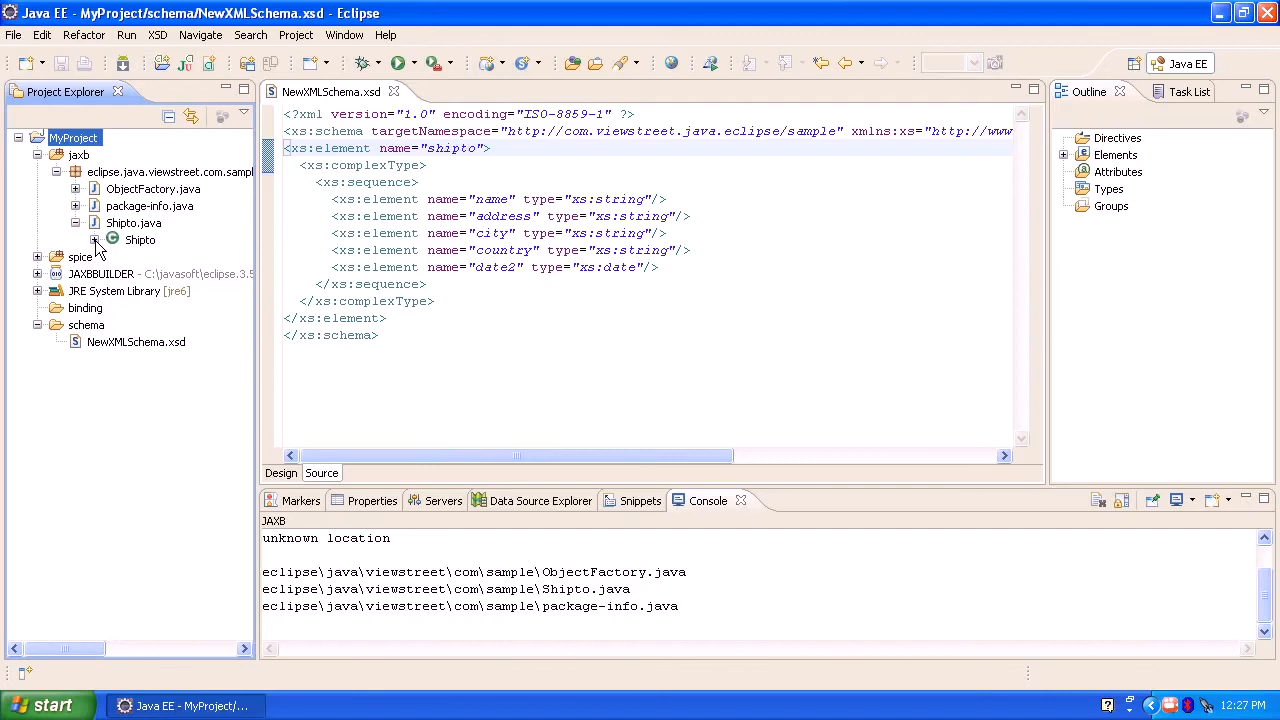 Java EE - MyProject/schema/NewXMLSchema.xsd - Eclipse
File Edit Refactor Run XSD Navigate Search Project Window Help
Java EE
Project Explorer
MyProject
jaxb
eclipse.java.viewstreet.com.sampl
ObjectFactory.java
package-info.java
Shipto.java
Shipto
spice
JAXBBUILDER - C:\javasoft\eclipse.3.5
JRE System Library [jre6]
binding
schema
NewXMLSchema.xsd
NewXMLSchema.xsd
<?xml version="1.0" encoding="ISO-8859-1" ?>
<xs:schema targetNamespace="http://com.viewstreet.java.eclipse/sample" xmlns:xs="http://www
<xs:element name="shipto">
<xs:complexType>
<xs:sequence>
<xs:element name="name" type="xs:string"/>
<xs:element name="address" type="xs:string"/>
<xs:element name="city" type="xs:string"/>
<xs:element name="country" type="xs:string"/>
<xs:element name="date2" type="xs:date"/>
</xs:sequence>
</xs:complexType>
</xs:element>
</xs:schema>
Design Source
Outline Task List
Directives
Elements
Attributes
Types
Groups
Markers Properties Servers Data Source Explorer Snippets Console
JAXB
unknown location
eclipse\java\viewstreet\com\sample\ObjectFactory.java
eclipse\java\viewstreet\com\sample\Shipto.java
eclipse\java\viewstreet\com\sample\package-info.java
start
Java EE - MyProject/...
12:27 PM